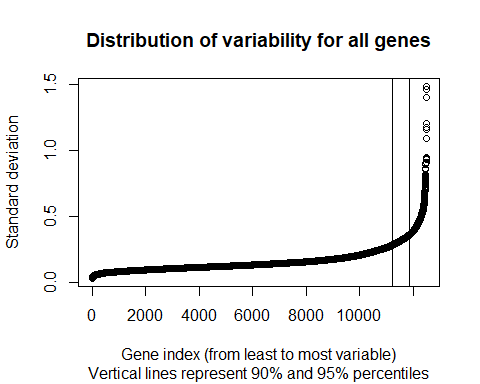 Distribution of variability for all genes
Standard deviation
1.5
1.0
0.5
0.0
0 2000 4000 6000 8000 10000
Gene index (from least to most variable)
Vertical lines represent 90% and 95% percentiles